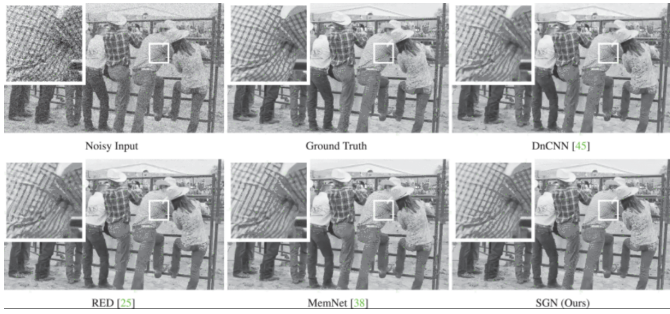 Noisy Input
Ground Truth
DnCNN [45]
RED [25]
MemNet [38]
SGN (Ours)